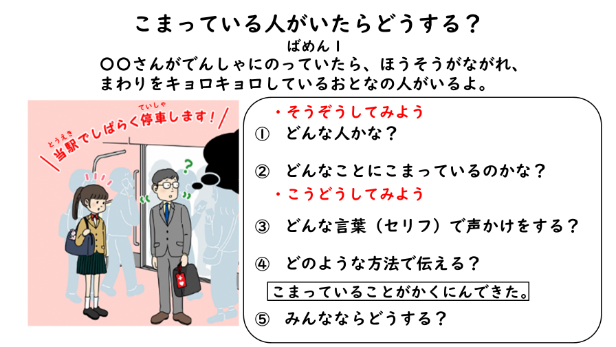 こまっている人がいたらどうする？
ばめん１
〇〇さんがでんしゃにのっていたら、ほうそうがながれ、
まわりをキョロキョロしているおとなの人がいるよ。
とうえき ていしゃ
当駅でしばらく停車します！
?
・そうぞうしてみよう
① どんな人かな？
② どんなことにこまっているのかな？
・こうどうしてみよう
③ どんな言葉（セリフ）で声かけをする？
④ どのような方法で伝える？
こまっていることがかくにんできた。
⑤ みんなならどうする？